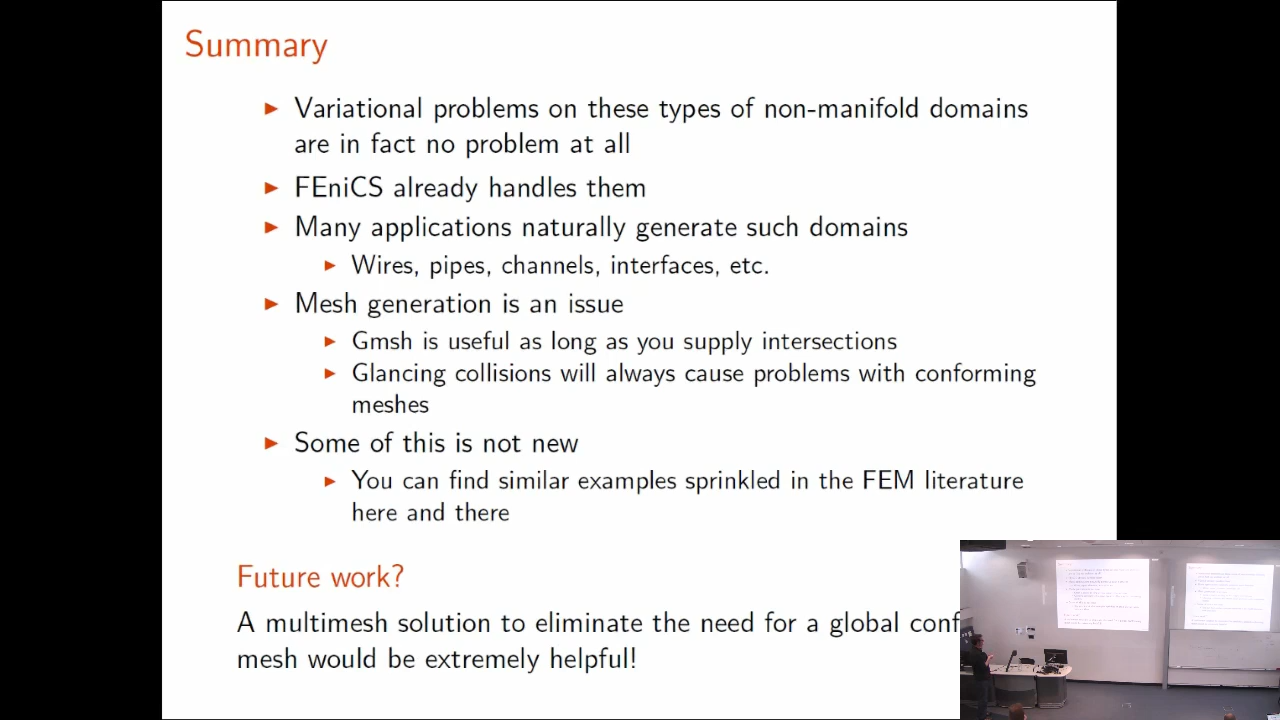 Summary
Variational problems on these types of non-manifold domains
are in fact no problem at all
FEniCS already handles them
Many applications naturally generate such domains
Wires, pipes, channels, interfaces, etc.
Mesh generation is an issue
Gmsh is useful as long as you supply intersections
Glancing collisions will always cause problems with conforming
meshes
Some of this is not new
You can find similar examples sprinkled in the FEM literature
here and there
Future work?
A multimesh solution to eliminate the need for a global conf
mesh would be extremely helpful!